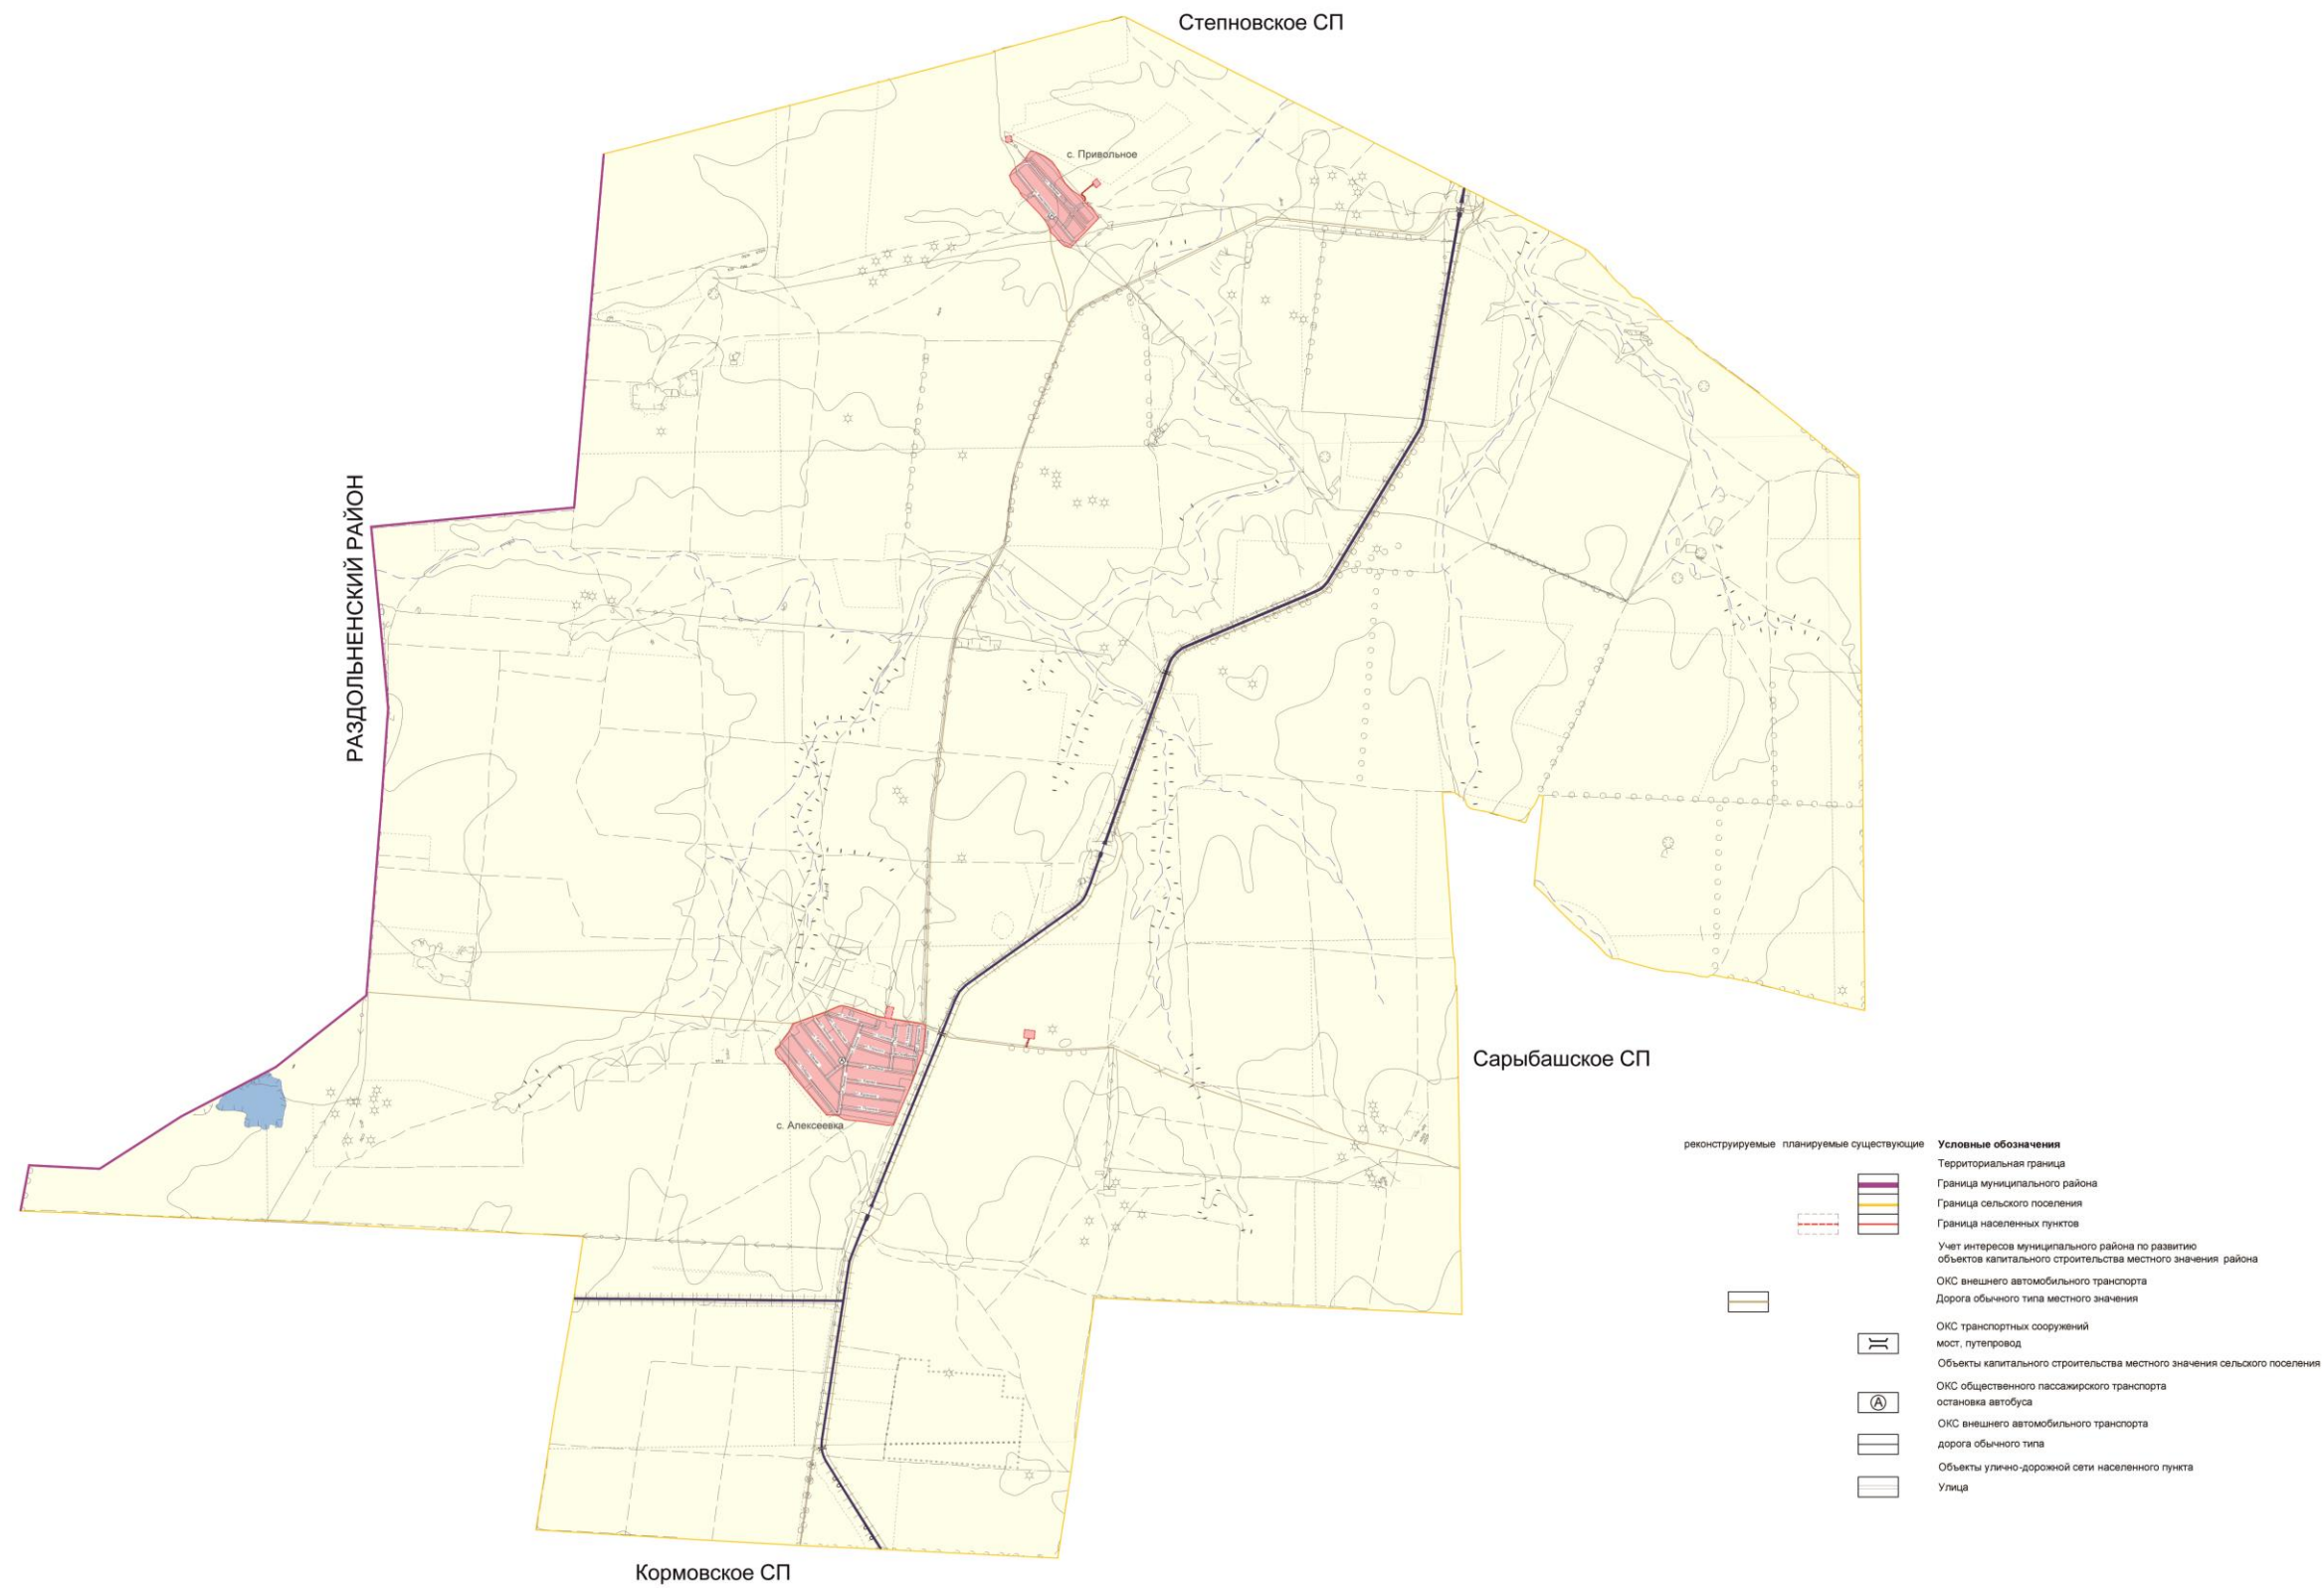 Степновское СП
с. Привольное
РАЗДОЛЬНЕНСКИЙ РАЙОН
Сарыбашское СП
с. Алексеевка
Кормовское СП
реконструируемые планируемые существующие Условные обозначения
Территориальная граница
Граница муниципального района
Граница сельского поселения
Граница населенных пунктов
Учет интересов муниципального района по развитию
объектов капитального строительства местного значения района
ОКС внешнего автомобильного транспорта
Дорога обычного типа местного значения
ОКС транспортных сооружений
мост, путепровод
Объекты капитального строительства местного значения сельского поселения
ОКС общественного пассажирского транспорта
А остановка автобуса
ОКС внешнего автомобильного транспорта
дорога обычного типа
Объекты улично-дорожной сети населенного пункта
Улица